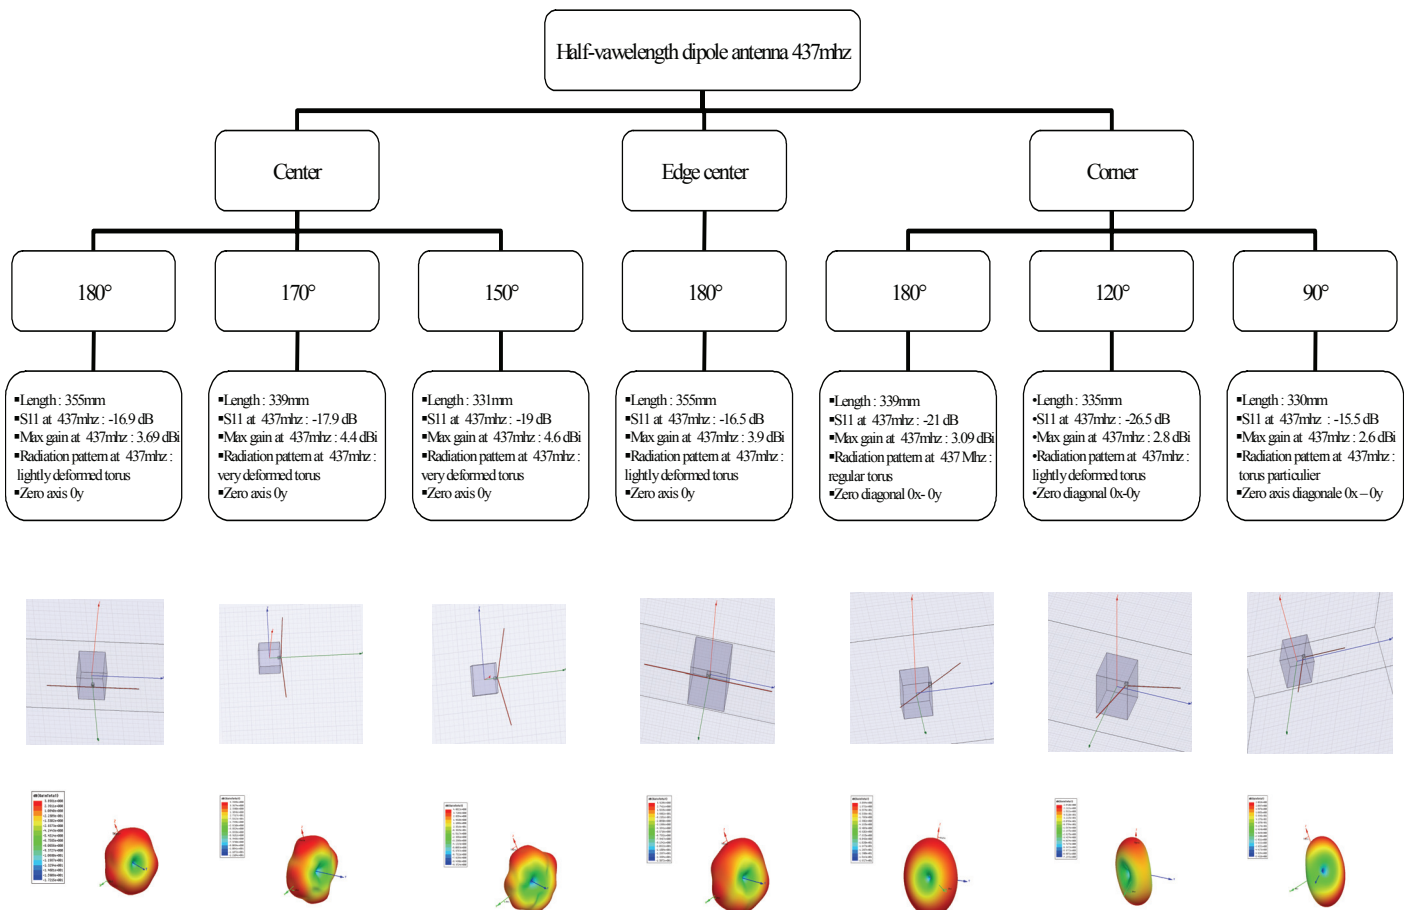 Half-vawelength dipole antenna 437mhz
Center
Edge center
Corner
180°
170°
150°
180°
180°
120°
90°
▪Length : 355mm
▪S11 at 437mhz : -16.9 dB
▪Max gain at 437mhz : 3.69 dBi
▪Radiation pattern at 437mhz :
lightly deformed torus
▪Zero axis 0y
▪Length : 339mm
▪S11 at 437mhz : -17.9 dB
▪Max gain at 437mhz : 4.4 dBi
▪Radiation pattern at 437mhz :
very deformed torus
▪Zero axis 0y
▪Length : 331mm
▪S11 at 437mhz : -19 dB
▪Max gain at 437mhz : 4.6 dBi
▪Radiation pattern at 437mhz :
very deformed torus
▪Zero axis 0y
▪Length : 355mm
▪S11 at 437mhz : -16.5 dB
▪Max gain at 437mhz : 3.9 dBi
▪Radiation pattern at 437mhz :
lightly deformed torus
▪Zero axis 0y
▪Length : 339mm
▪S11 at 437mhz : -21 dB
▪Max gain at 437mhz : 3.09 dBi
▪Radiation pattern at 437 Mhz :
regular torus
▪Zero diagonal 0x- 0y
•Length : 335mm
•S11 at 437mhz : -26.5 dB
•Max gain at 437mhz : 2.8 dBi
•Radiation pattern at 437mhz :
lightly deformed torus
•Zero diagonal 0x-0y
▪Length : 330mm
▪S11 at 437mhz : -15.5 dB
▪Max gain at 437mhz : 2.6 dBi
▪Radiation pattern at 437mhz :
torus particulier
▪Zero axis diagonale 0x – 0y